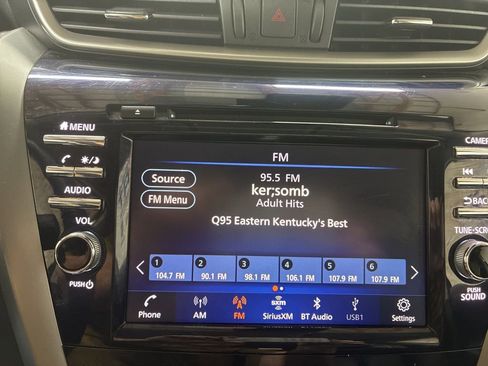 MENU
CAMERA
AUDIO
BACK
VOL
TUNE·SCR
PUSH
PUSH
SOUND
FM
Source
95.5 FM
ker;somb
FM Menu
Adult Hits
Q95 Eastern Kentucky's Best
1 2 3 4 5 6
104.7 FM 90.1 FM 98.1 FM 106.1 FM 107.9 FM 107.9 FM
Phone AM FM SiriusXM BT Audio USB1 Settings
sxm